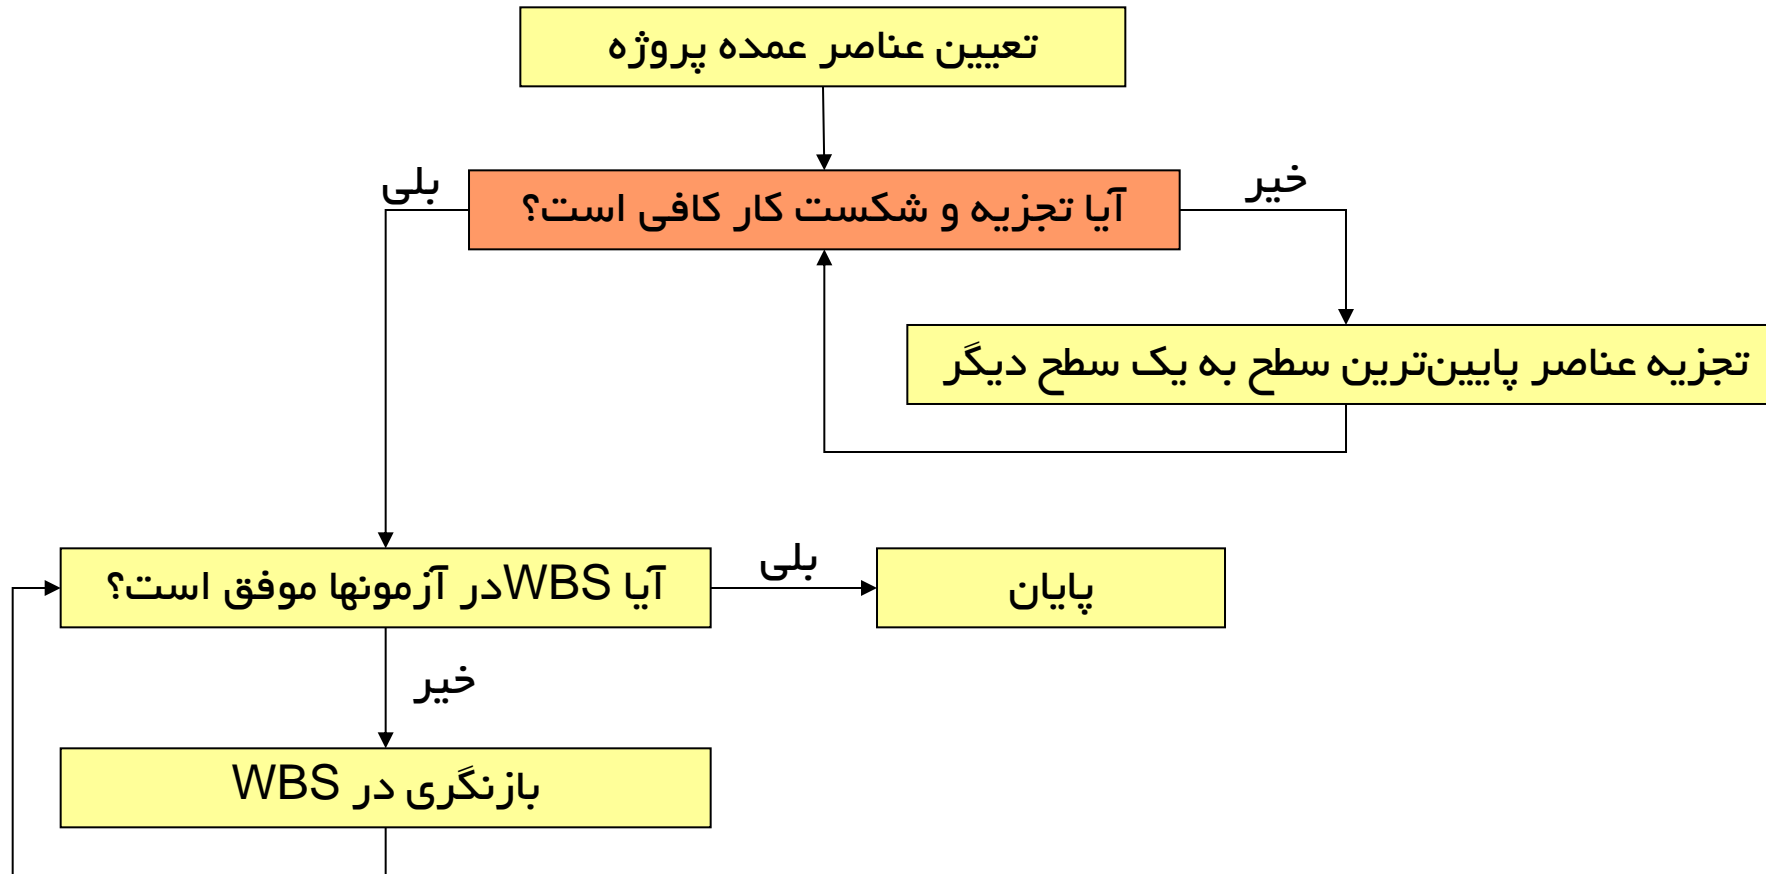 تعیین عناصر عمده پروژه
خیر
بلی
آیا تجزیه و شکست کار کافی است؟
تجزیه عناصر پایین‌ترین سطح به یک سطح دیگر
آیا WBSدر آزمونها موفق است؟
بلی
پایان
خیر
بازنگری در WBS